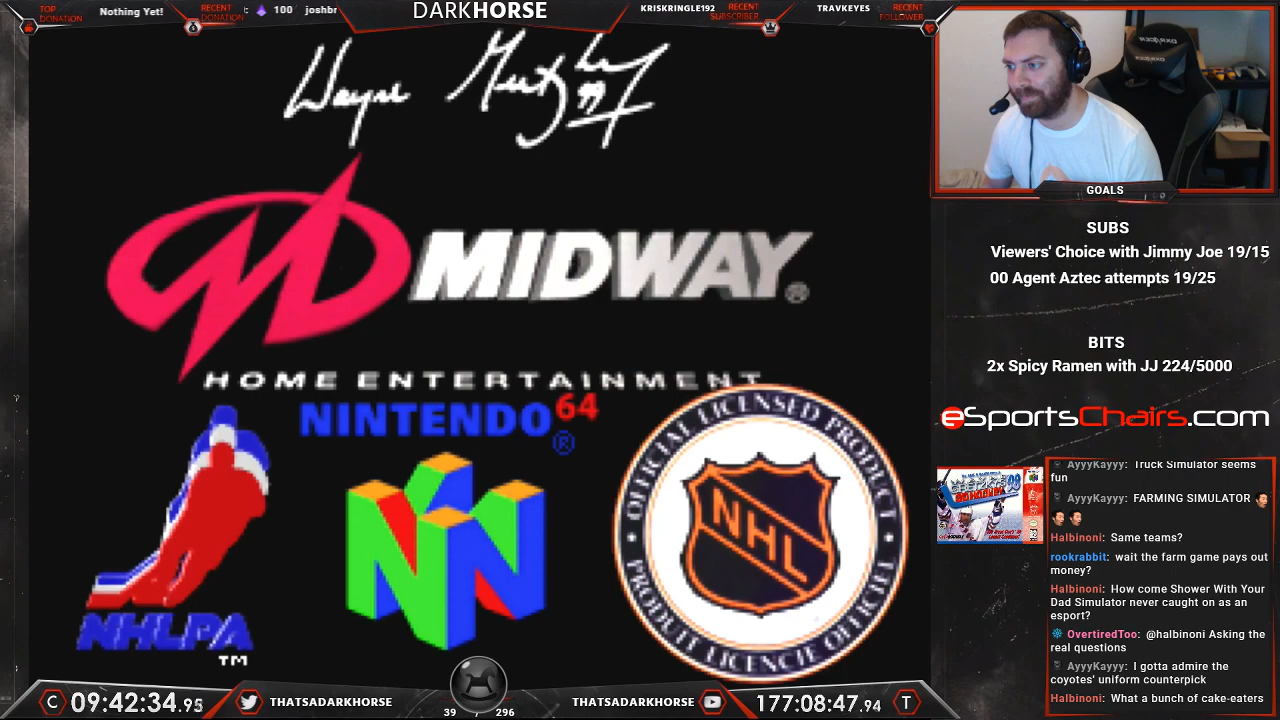 TOP DONATION
Nothing Yet!
RECENT DONATION
100 joshbr
DARKHORSE
KRISKRINGLE192
RECENT SUBSCRIBER
TRAVKEYES
RECENT FOLLOWER
Wayne Gretzky 99
MIDWAY®
HOME ENTERTAINMENT
NHLPA
TM
NINTENDO 64
®
• OFFICIAL LICENSED PRODUCT •
NHL
PRODUIT LICENCIE OFFICIEL
GOALS
SUBS
Viewers' Choice with Jimmy Joe 19/15
00 Agent Aztec attempts 19/25
BITS
2x Spicy Ramen with JJ 224/5000
eSportsChairs.com
AyyyKayyy: Truck Simulator seems
fun
AyyyKayyy: FARMING SIMULATOR
Halbinoni: Same teams?
rookrabbit: wait the farm game pays out
money?
Halbinoni: How come Shower With Your
Dad Simulator never caught on as an
esport?
OvertiredToo: @halbinoni Asking the
real questions
AyyyKayyy: I gotta admire the
coyotes' uniform counterpick
Halbinoni: What a bunch of cake-eaters
C 09:42:34.95
THATSADARKHORSE
39 / 296
THATSADARKHORSE
177:08:47.94 T